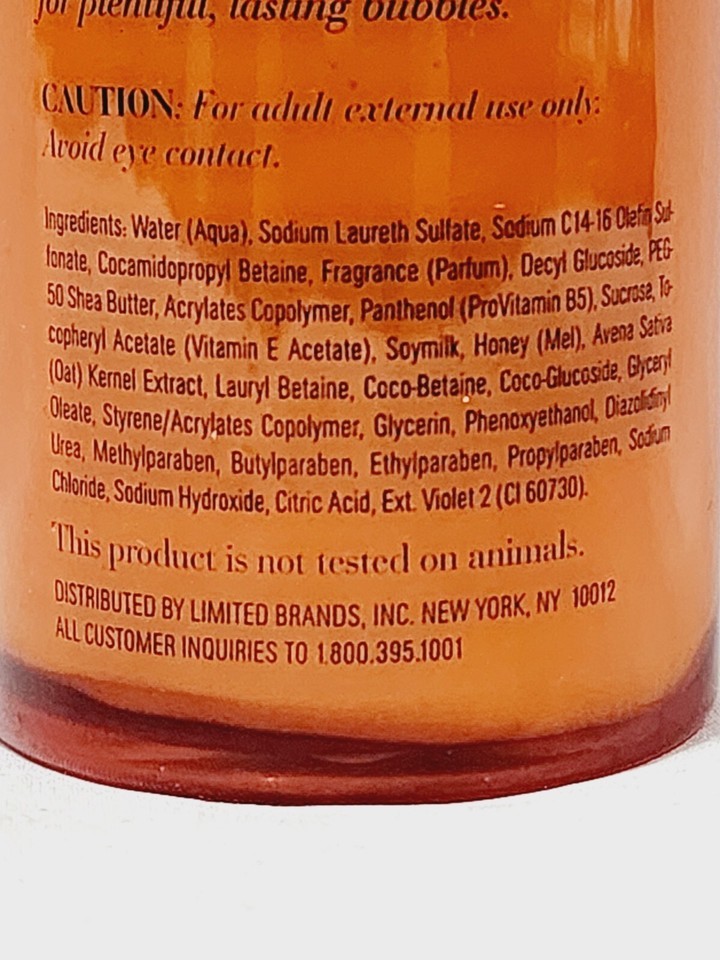 for plentiful, lasting bubbles.
CAUTION: For adult external use only.
Avoid eye contact.
Ingredients: Water (Aqua), Sodium Laureth Sulfate, Sodium C14-16 Olefin Sul-
fonate, Cocamidopropyl Betaine, Fragrance (Parfum), Decyl Glucoside, PEG-
50 Shea Butter, Acrylates Copolymer, Panthenol (ProVitamin B5), Sucrose, To-
copheryl Acetate (Vitamin E Acetate), Soymilk, Honey (Mel), Avena Sativa
(Oat) Kernel Extract, Lauryl Betaine, Coco-Betaine, Coco-Glucoside, Glyceryl
Oleate, Styrene/Acrylates Copolymer, Glycerin, Phenoxyethanol, Diazolidinyl
Urea, Methylparaben, Butylparaben, Ethylparaben, Propylparaben, Sodium
Chloride, Sodium Hydroxide, Citric Acid, Ext. Violet 2 (CI 60730).
This product is not tested on animals.
DISTRIBUTED BY LIMITED BRANDS, INC. NEW YORK, NY 10012
ALL CUSTOMER INQUIRIES TO 1.800.395.1001